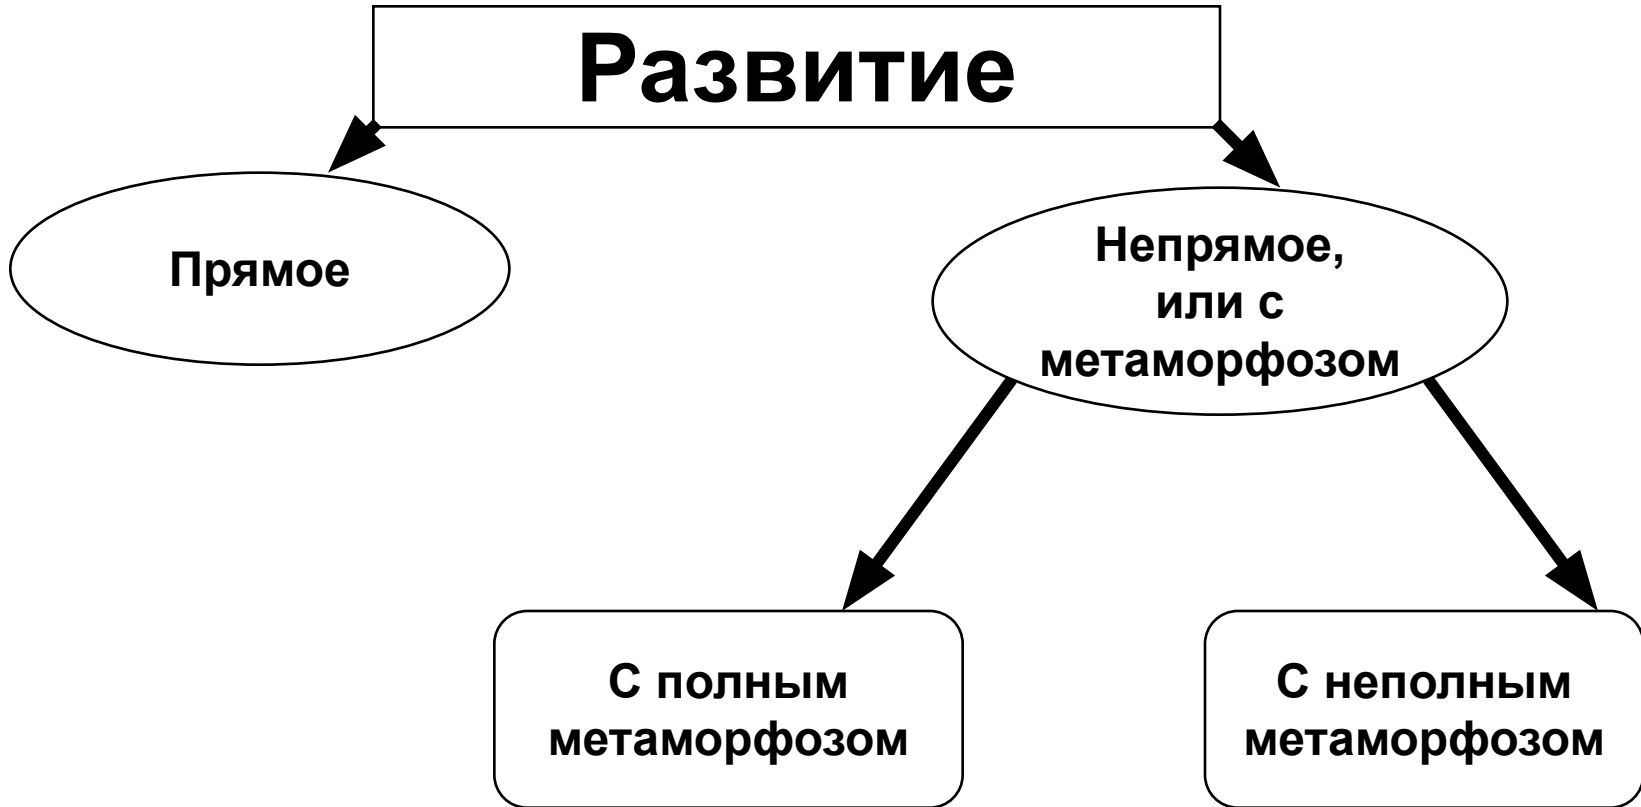 Развитие
Прямое
Непрямое,
или с
метаморфозом
С полным
метаморфозом
С неполным
метаморфозом